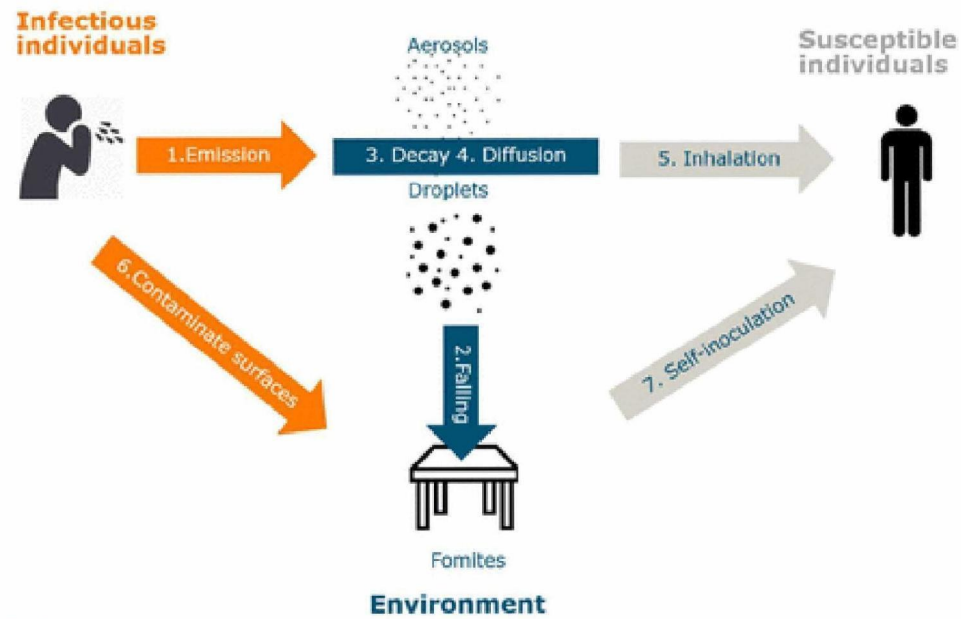 Infectious
individuals
Aerosols
Susceptible
individuals
1.Emission
3. Decay 4. Diffusion
5. Inhalation
Droplets
6.Contaminate surfaces
2.Falling
7. Self-inoculation
Fomites
Environment